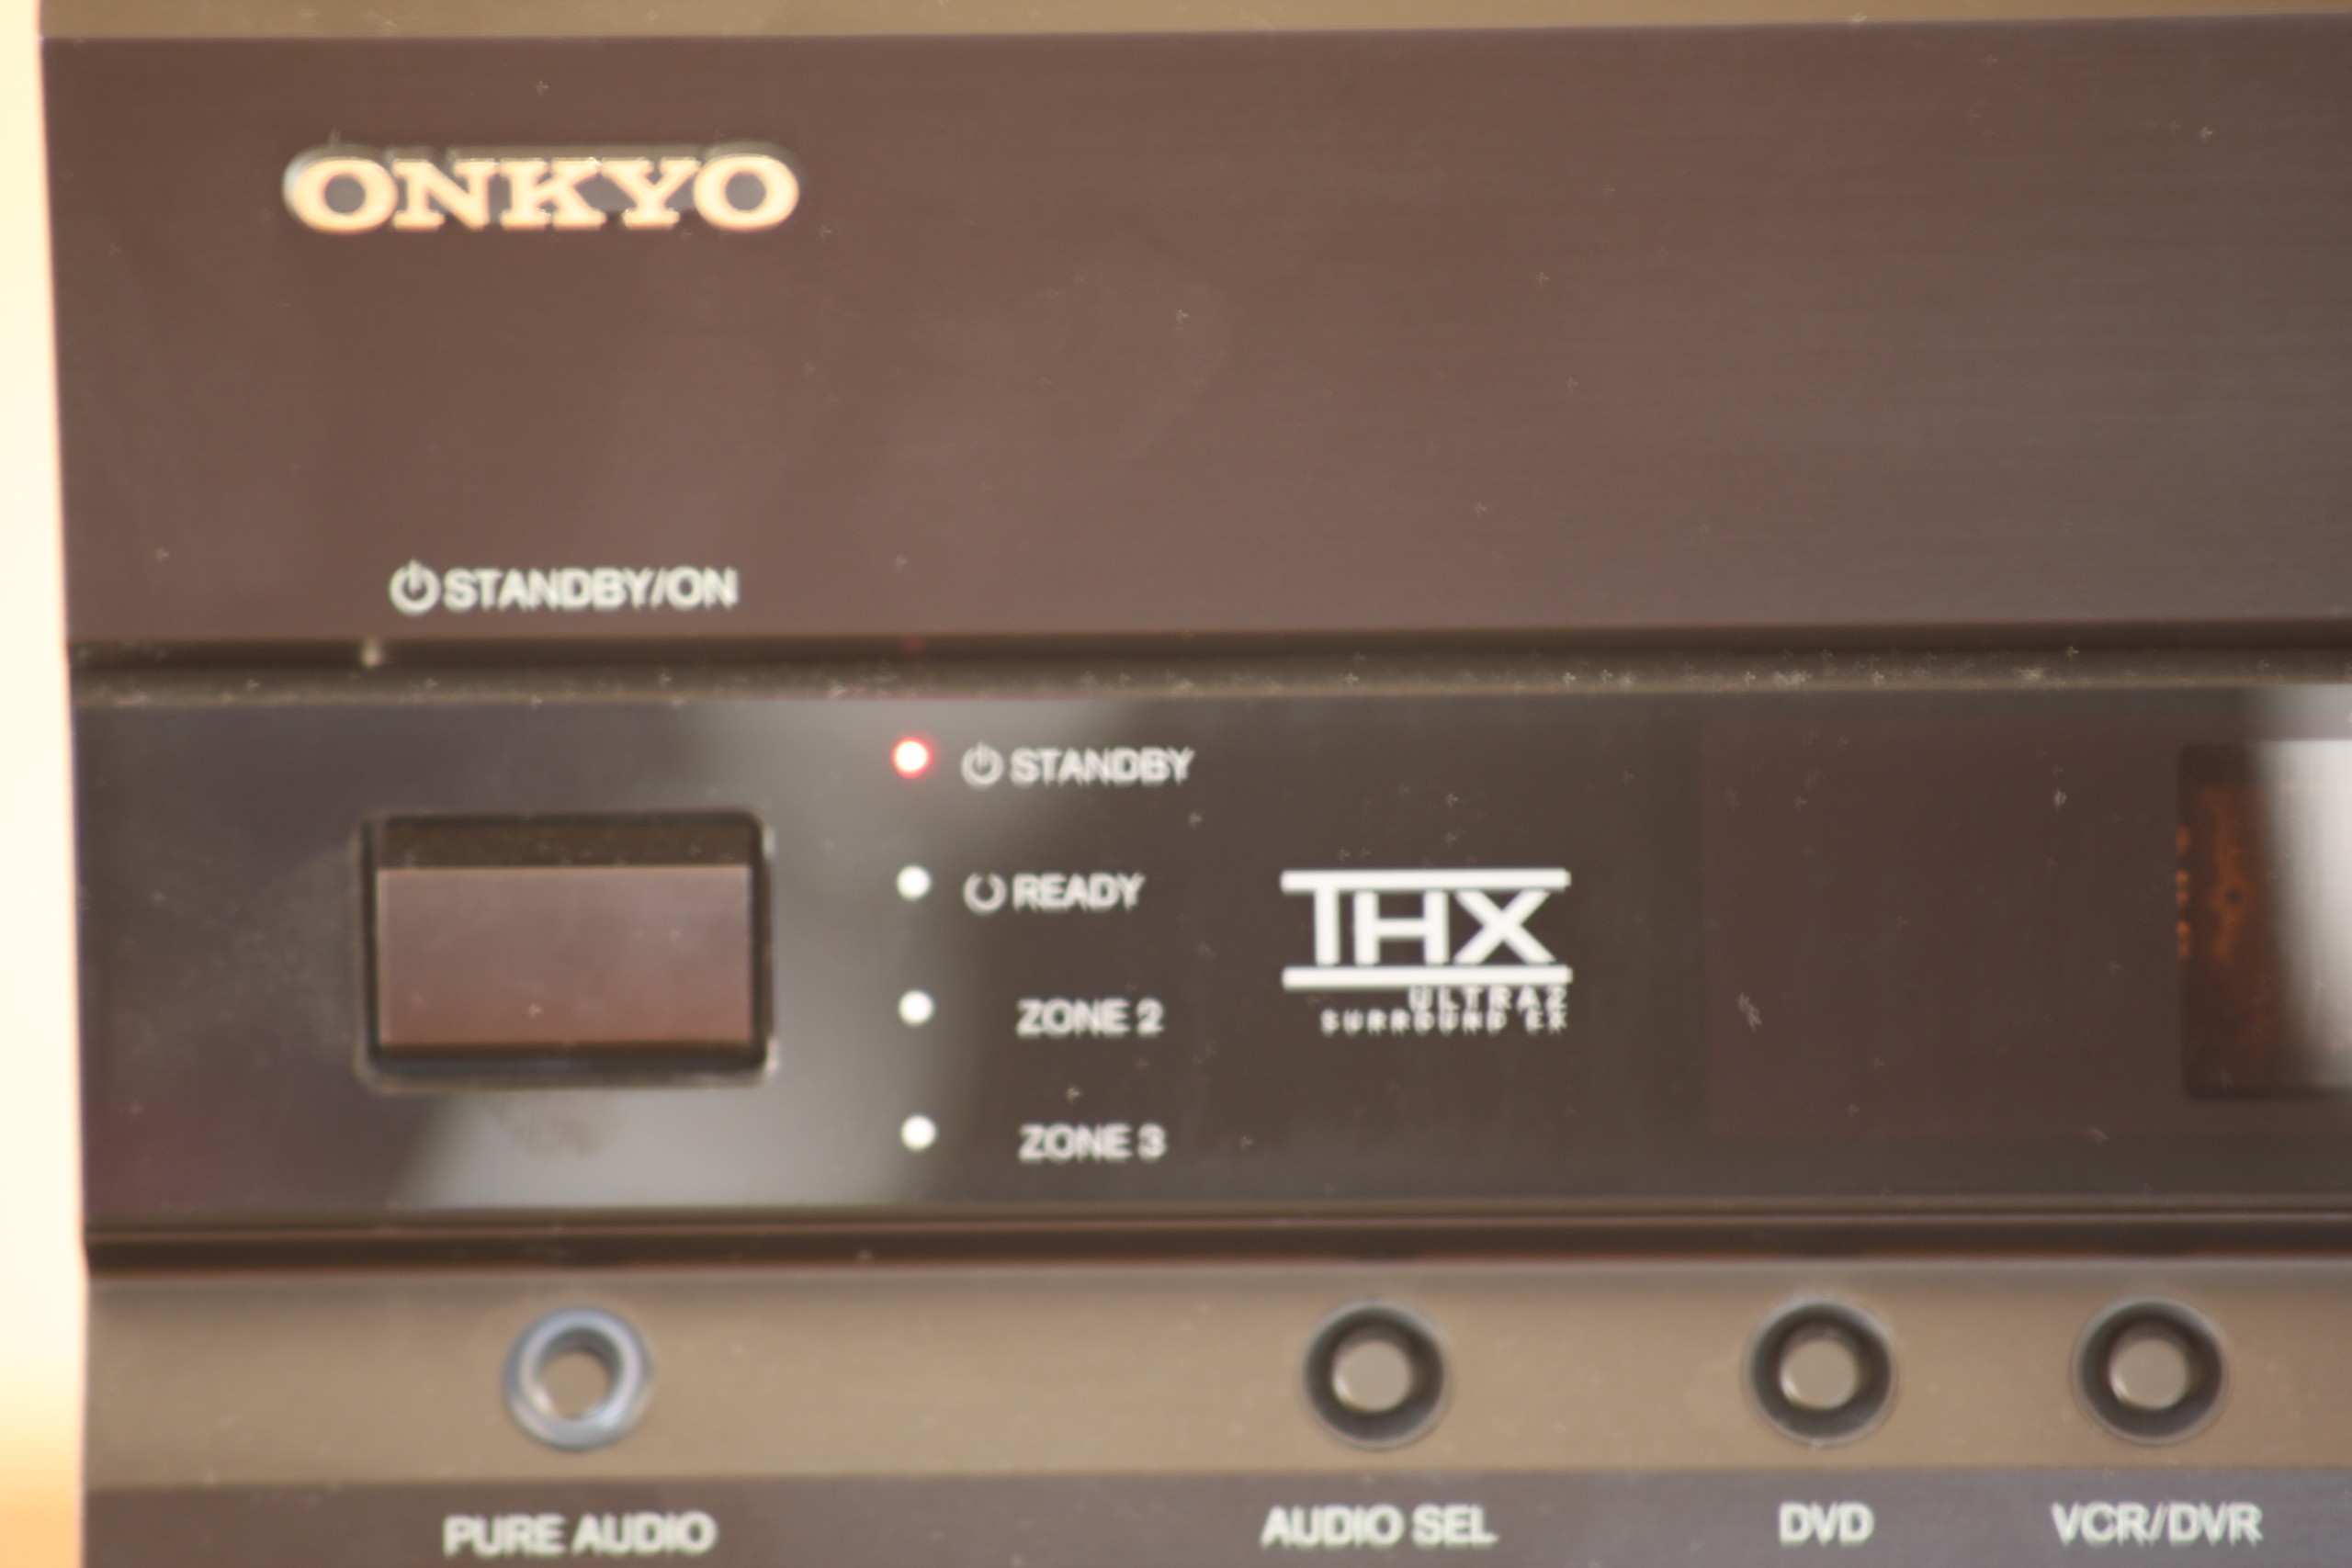 ONKYO
STANDBY/ON
STANDBY
READY
THX
ULTRA2
SURROUND EX
ZONE 2
ZONE 3
PURE AUDIO
AUDIO SEL
DVD
VCR/DVR